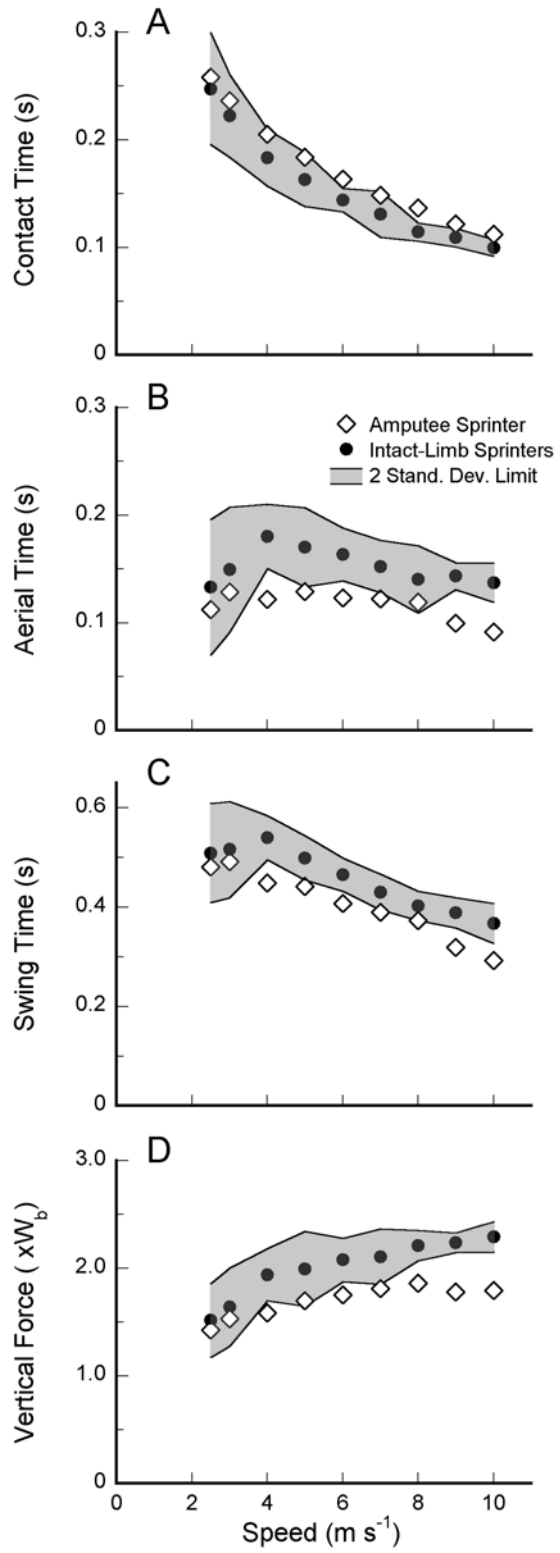 A
0.3
0.2
0.1
0
Contact Time (s)
B
0.3
0.2
0.1
0
Aerial Time (s)
Amputee Sprinter
Intact-Limb Sprinters
2 Stand. Dev. Limit
C
0.6
0.4
0.2
0
Swing Time (s)
D
3.0
2.0
1.0
0
Vertical Force ( xWb)
0 2 4 6 8 10
Speed (m s-1)